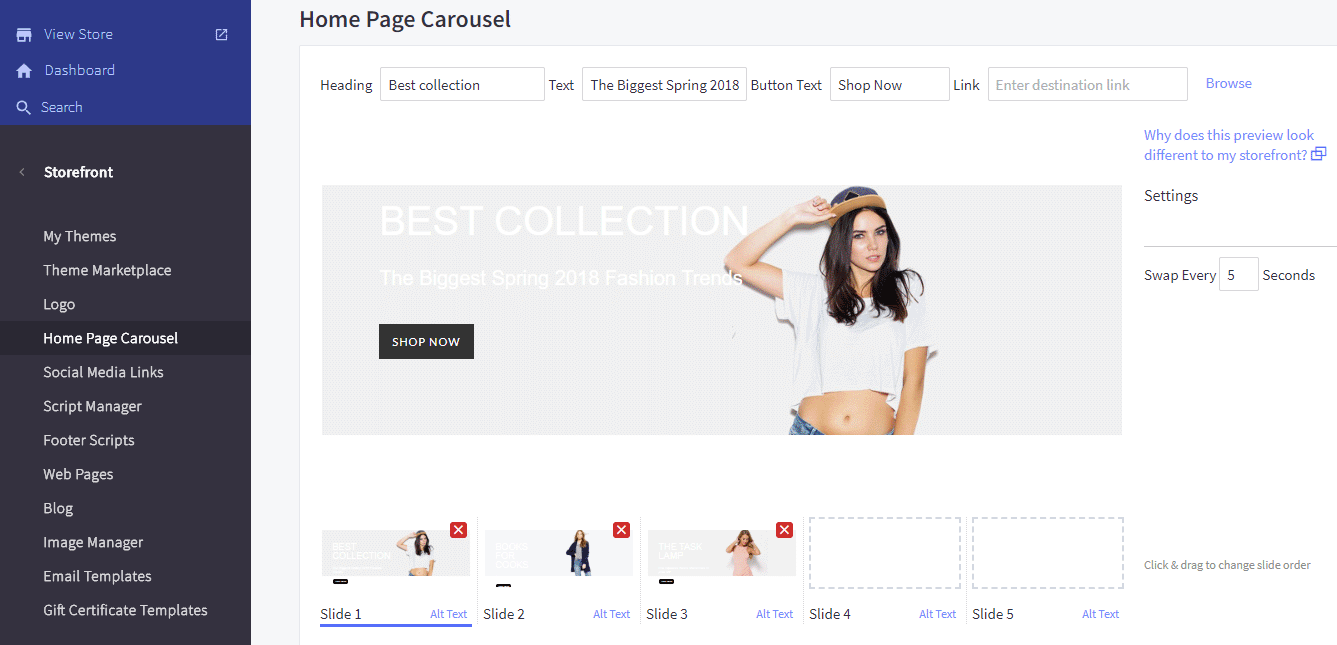 Home Page Carousel
View Store
Dashboard
Search
Storefront
My Themes
Theme Marketplace
Logo
Home Page Carousel
Social Media Links
Script Manager
Footer Scripts
Web Pages
Blog
Image Manager
Email Templates
Gift Certificate Templates
Heading Best collection Text The Biggest Spring 2018 Button Text Shop Now Link Enter destination link Browse
Why does this preview look
different to my storefront?
Settings
Swap Every 5 Seconds
BEST COLLECTION
The Biggest Spring 2018 Fashion Trends
SHOP NOW
BEST
COLLECTION
THE TASK
LAMP
Slide 1 Alt Text
Slide 2 Alt Text
Slide 3 Alt Text
Slide 4 Alt Text
Slide 5 Alt Text
Click & drag to change slide order